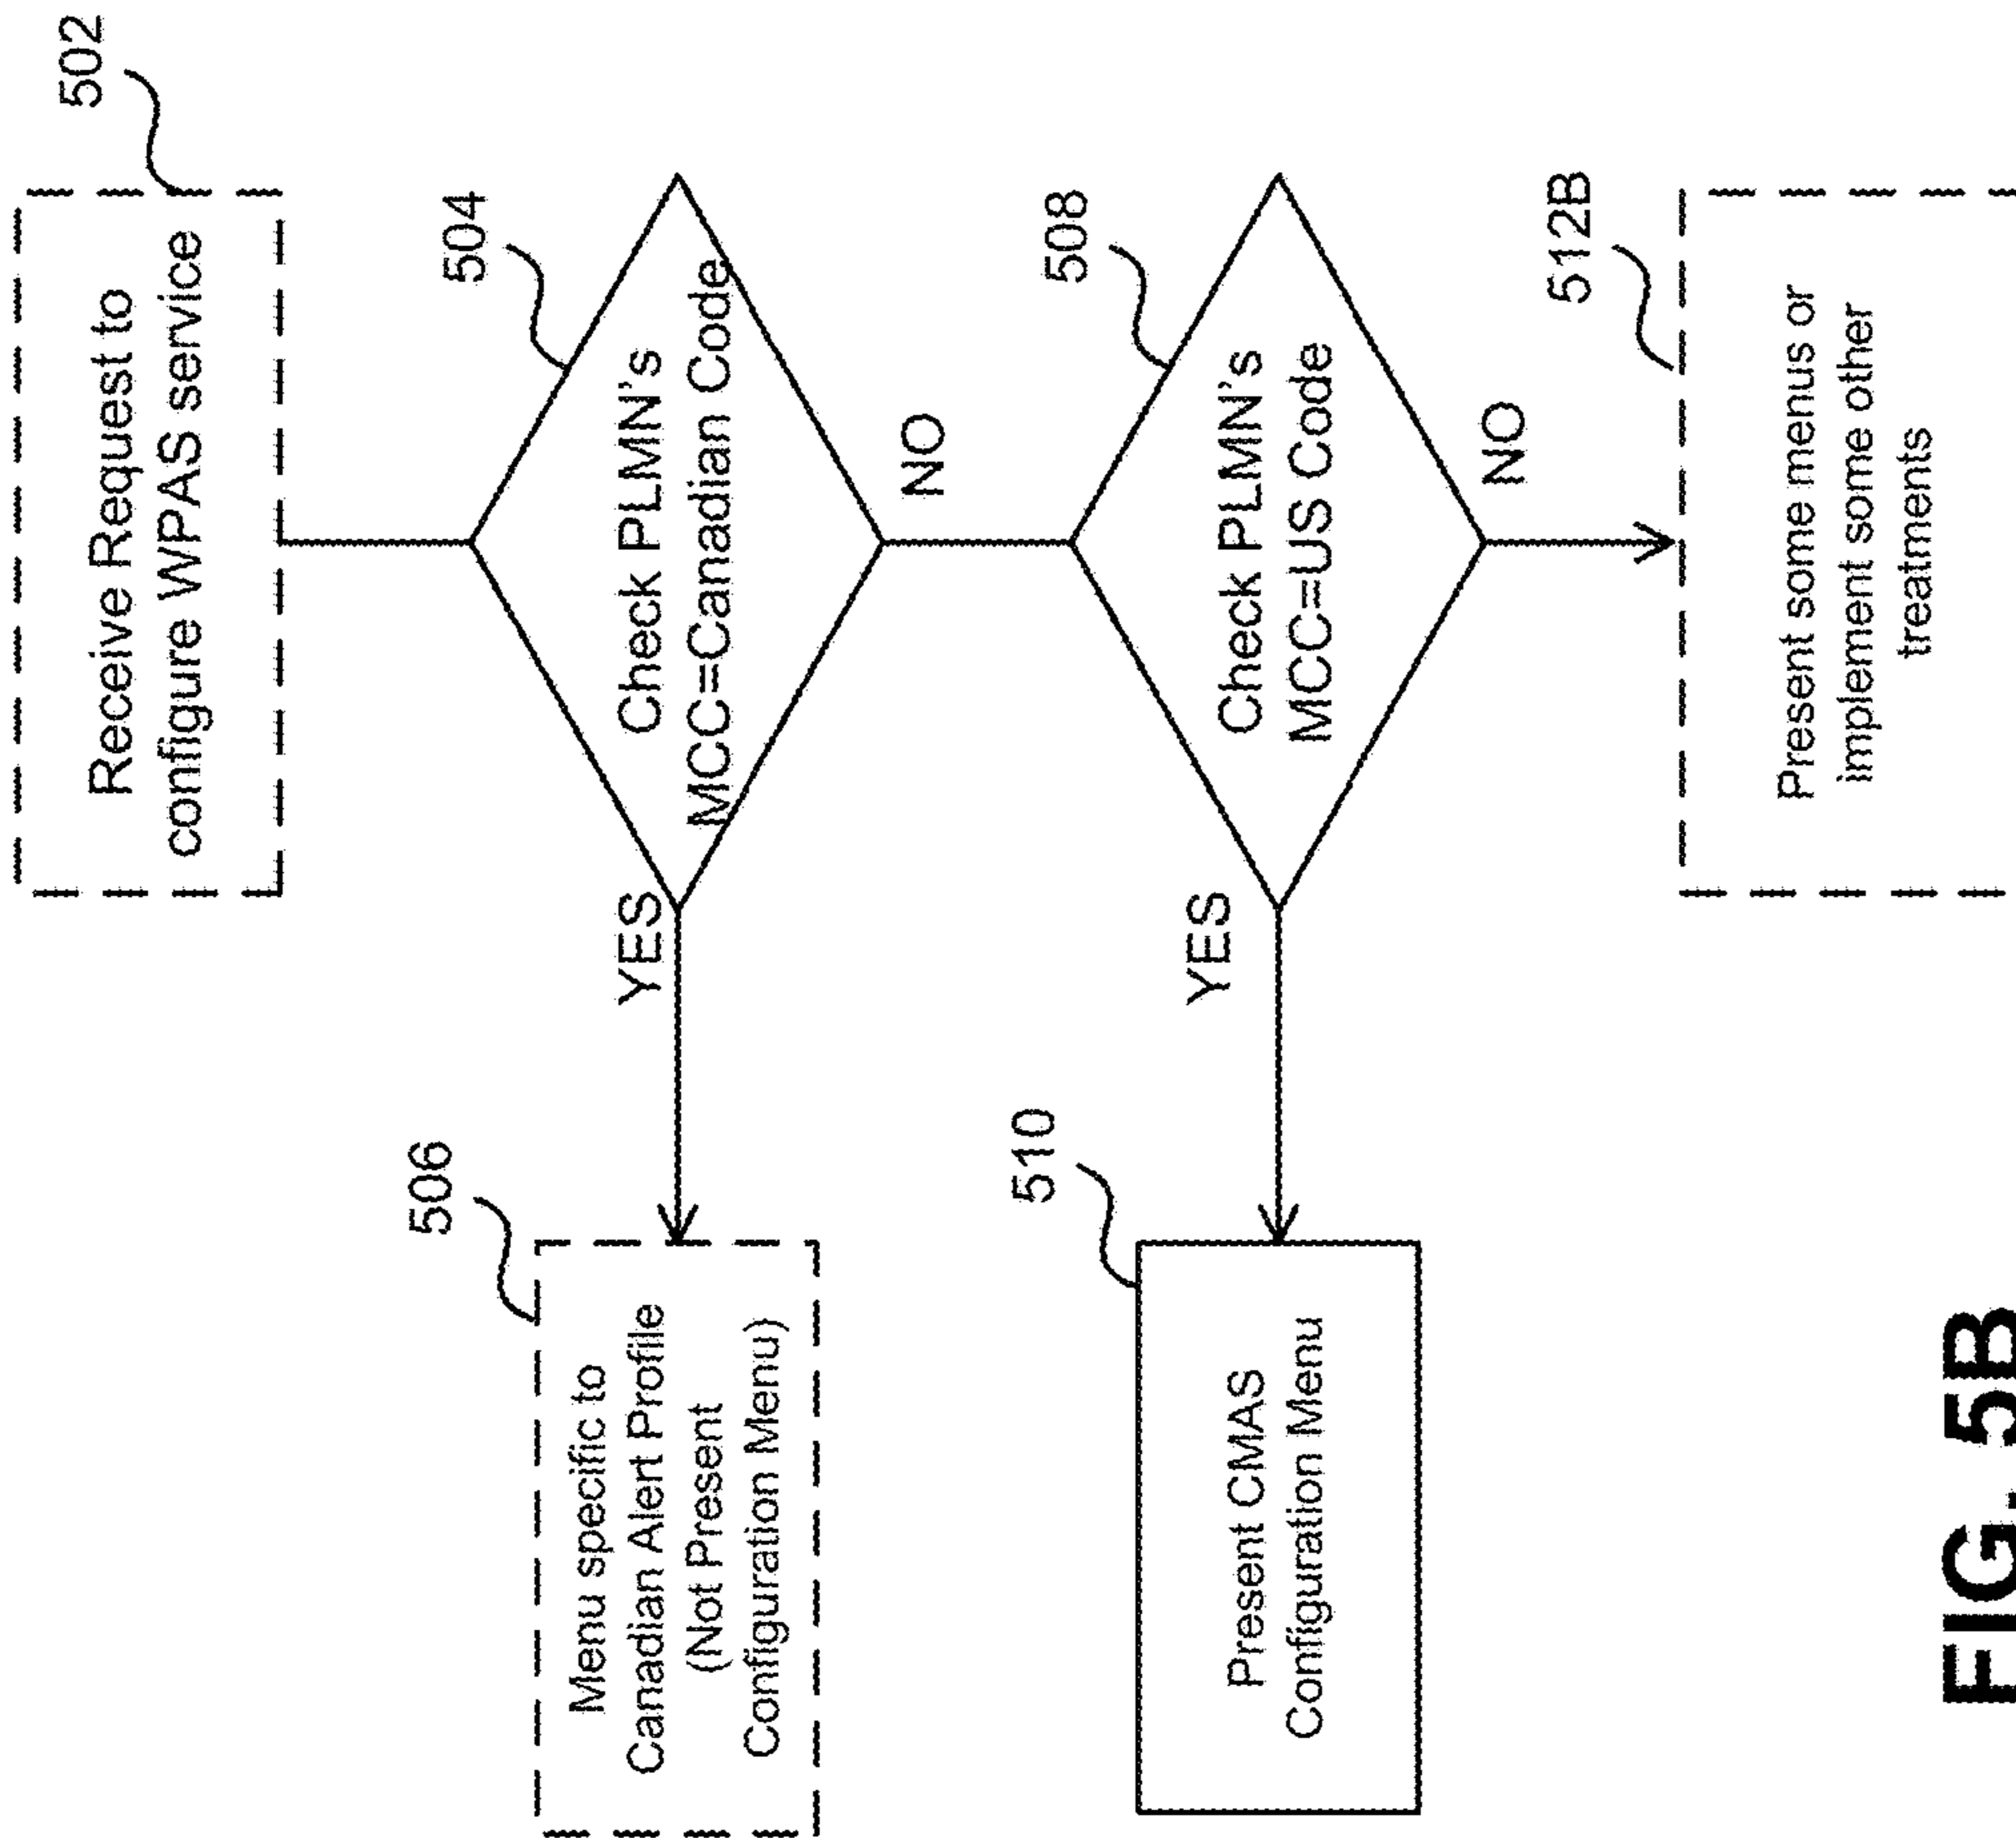 502
Receive Request to
configure WPAS service
504
Check PLMN's
MCC=Canadian Code
YES
NO
506
Menu specific to
Canadian Alert Profile
(Not Present
Configuration Menu)
508
Check PLMN's
MCC=US Code
YES
NO
510
Present CMAS
Configuration Menu
512B
Present some menus or
implement some other
treatments
FIG. 5B